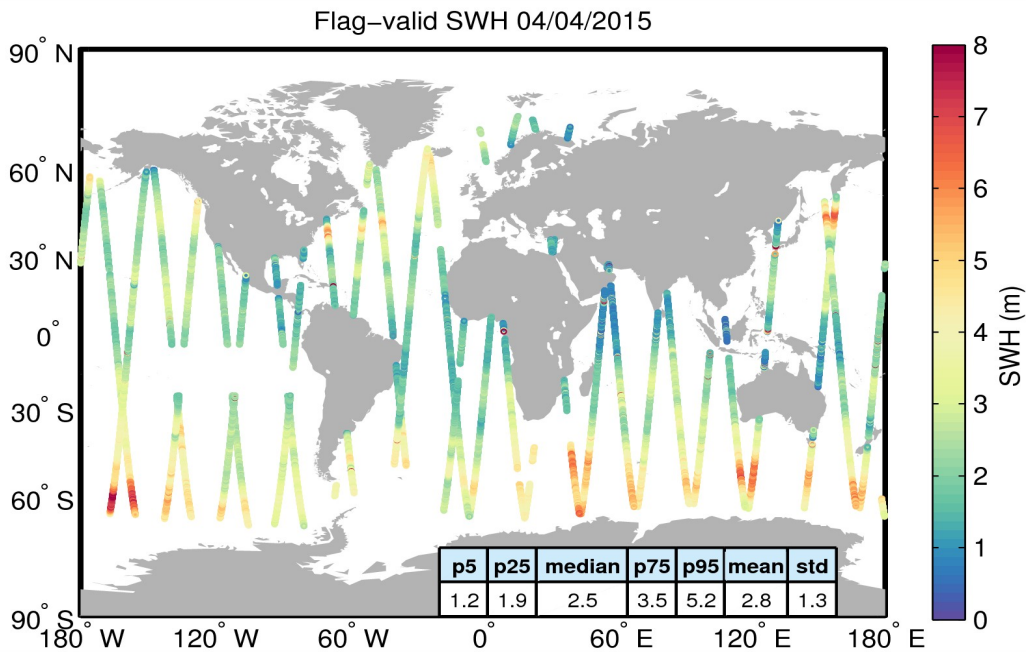 Flag−valid SWH 04/04/2015
90° N
60° N
30° N
0°
30° S
60° S
90° S
180° W
120° W
60° W
0°
60° E
120° E
180° E
p5 p25 median p75 p95 mean std
1.2 1.9 2.5 3.5 5.2 2.8 1.3
8
7
6
5
4
3
2
1
0
SWH (m)